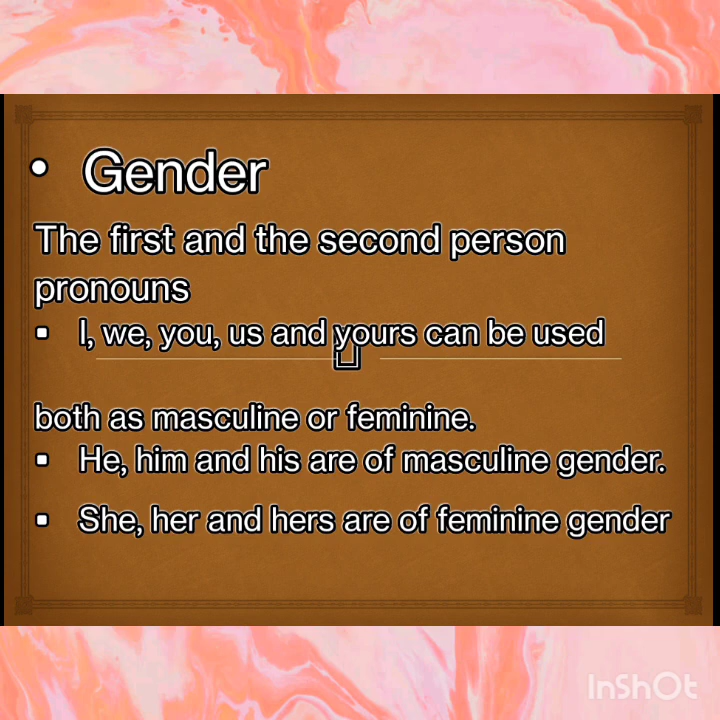 • Gender
The first and the second person
pronouns
▪ I, we, you, us and yours can be used
both as masculine or feminine.
▪ He, him and his are of masculine gender.
▪ She, her and hers are of feminine gender
InShOt